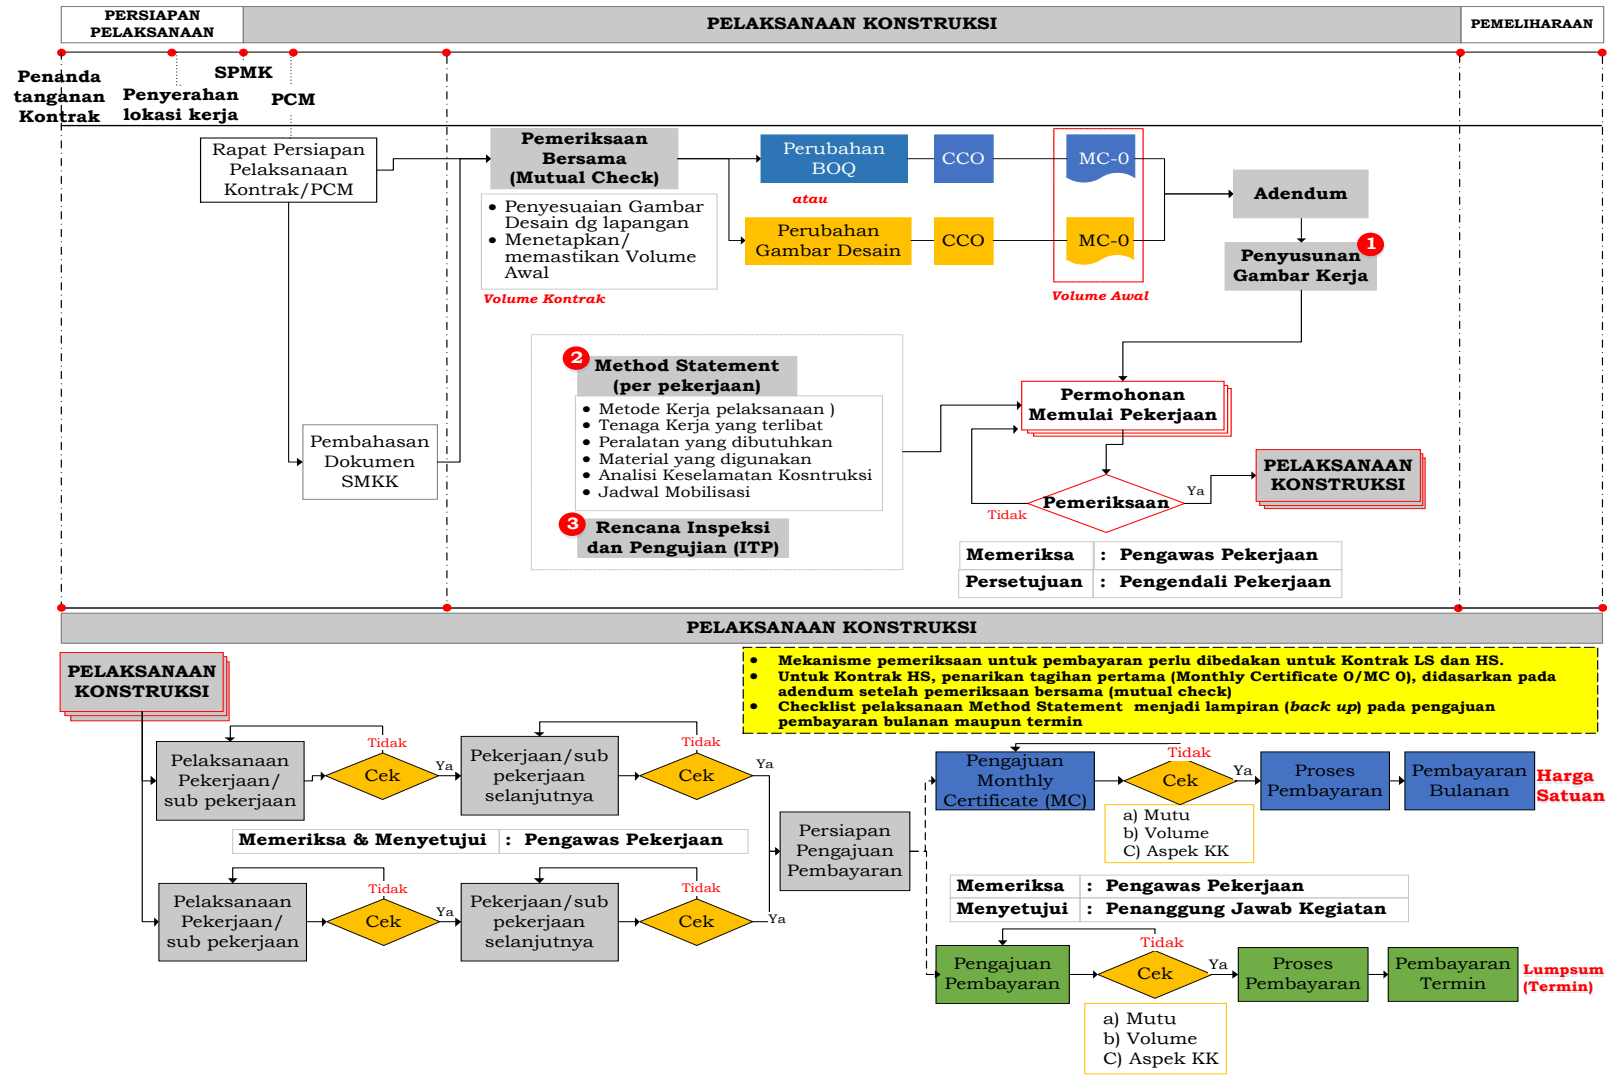 PERSIAPAN
PELAKSANAAN
PELAKSANAAN KONSTRUKSI
PEMELIHARAAN
Penanda
tanganan
Kontrak
Penyerahan
lokasi kerja
SPMK
PCM
Rapat Persiapan
Pelaksanaan
Kontrak/PCM
Pemeriksaan
Bersama
(Mutual Check)
• Penyesuaian Gambar
Desain dg lapangan
• Menetapkan/
memastikan Volume
Awal
Volume Kontrak
Perubahan
BOQ
CCO
MC-0
atau
Perubahan
Gambar Desain
CCO
MC-0
Volume Awal
Adendum
1
Penyusunan
Gambar Kerja
Pembahasan
Dokumen
SMKK
2
Method Statement
(per pekerjaan)
• Metode Kerja pelaksanaan )
• Tenaga Kerja yang terlibat
• Peralatan yang dibutuhkan
• Material yang digunakan
• Analisi Keselamatan Kosntruksi
• Jadwal Mobilisasi
3
Rencana Inspeksi
dan Pengujian (ITP)
Permohonan
Memulai Pekerjaan
Pemeriksaan
Tidak
Ya
PELAKSANAAN
KONSTRUKSI
Memeriksa : Pengawas Pekerjaan
Persetujuan : Pengendali Pekerjaan
PELAKSANAAN KONSTRUKSI
PELAKSANAAN
KONSTRUKSI
• Mekanisme pemeriksaan untuk pembayaran perlu dibedakan untuk Kontrak LS dan HS.
• Untuk Kontrak HS, penarikan tagihan pertama (Monthly Certificate 0/MC 0), didasarkan pada
adendum setelah pemeriksaan bersama (mutual check)
• Checklist pelaksanaan Method Statement menjadi lampiran (back up) pada pengajuan
pembayaran bulanan maupun termin
Pelaksanaan
Pekerjaan/
sub pekerjaan
Tidak
Cek
Ya
Pekerjaan/sub
pekerjaan
selanjutnya
Tidak
Cek
Ya
Memeriksa & Menyetujui : Pengawas Pekerjaan
Pelaksanaan
Pekerjaan/
sub pekerjaan
Tidak
Cek
Ya
Pekerjaan/sub
pekerjaan
selanjutnya
Tidak
Cek
Ya
Persiapan
Pengajuan
Pembayaran
Pengajuan
Monthly
Certificate (MC)
Tidak
Cek
Ya
Proses
Pembayaran
Pembayaran
Bulanan
Harga
Satuan
a) Mutu
b) Volume
C) Aspek KK
Memeriksa : Pengawas Pekerjaan
Menyetujui : Penanggung Jawab Kegiatan
Pengajuan
Pembayaran
Tidak
Cek
Ya
Proses
Pembayaran
Pembayaran
Termin
Lumpsum
(Termin)
a) Mutu
b) Volume
C) Aspek KK